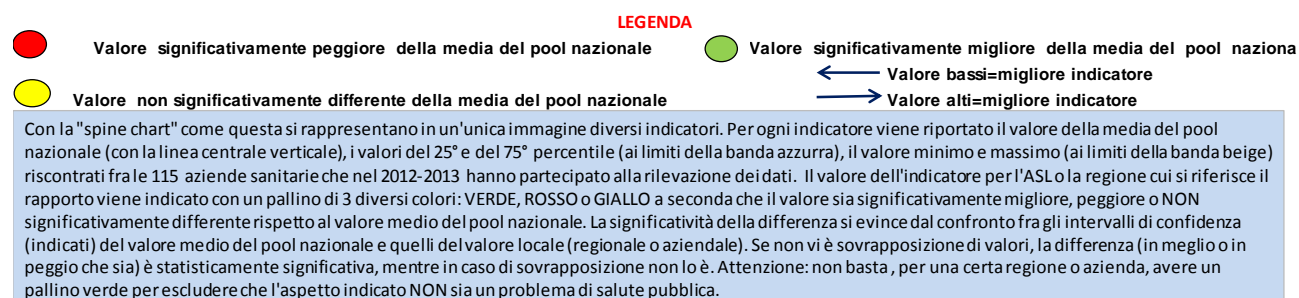 LEGENDA
Valore significativamente peggiore della media del pool nazionale
Valore significativamente migliore della media del pool naziona
Valore bassi=migliore indicatore
Valore non significativamente differente della media del pool nazionale
Valore alti=migliore indicatore
Con la "spine chart" come questa si rappresentano in un'unica immagine diversi indicatori. Per ogni indicatore viene riportato il valore della media del pool
nazionale (con la linea centrale verticale), i valori del 25° e del 75° percentile (ai limiti della banda azzurra), il valore minimo e massimo (ai limiti della banda beige)
riscontrati fra le 115 aziende sanitarie che nel 2012-2013 hanno partecipato alla rilevazione dei dati. Il valore dell'indicatore per l'ASL o la regione cui si riferisce il
rapporto viene indicato con un pallino di 3 diversi colori: VERDE, ROSSO o GIALLO a seconda che il valore sia significativamente migliore, peggiore o NON
significativamente differente rispetto al valore medio del pool nazionale. La significatività della differenza si evince dal confronto fra gli intervalli di confidenza
(indicati) del valore medio del pool nazionale e quelli del valore locale (regionale o aziendale). Se non vi è sovrapposizione di valori, la differenza (in meglio o in
peggio che sia) è statisticamente significativa, mentre in caso di sovrapposizione non lo è. Attenzione: non basta , per una certa regione o azienda, avere un
pallino verde per escludere che l'aspetto indicato NON sia un problema di salute pubblica.